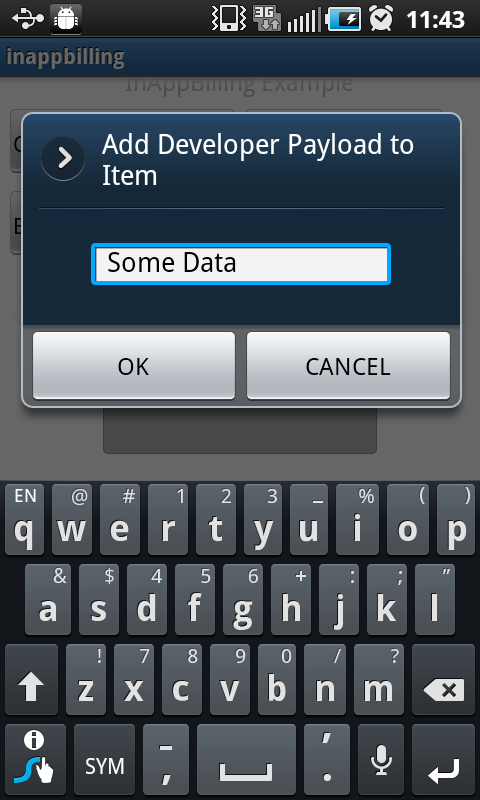 3G 11:43
inappbilling
InAppBilling Example
Add Developer Payload to
Item
Some Data
OK CANCEL
EN @ # 1 2 3 _ % ( )
q w e r t y u i o p
& $ 4 5 6 + : ; "
a s d f g h j k l
! 7 8 9 0 / ?
z x c v b n m
SYM - , ' .